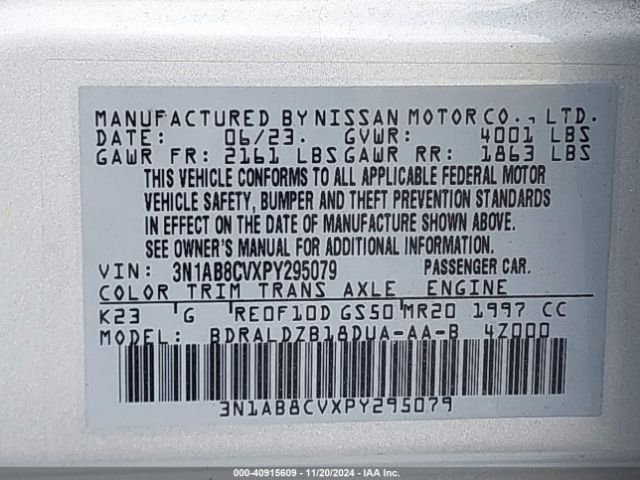 MANUFACTURED BY NISSAN MOTOR CO., LTD.
DATE: 06/23. GVWR: 4001 LBS
GAWR FR: 2161 LBS GAWR RR: 1863 LBS
THIS VEHICLE CONFORMS TO ALL APPLICABLE FEDERAL MOTOR
VEHICLE SAFETY, BUMPER AND THEFT PREVENTION STANDARDS
IN EFFECT ON THE DATE OF MANUFACTURE SHOWN ABOVE.
SEE OWNER'S MANUAL FOR ADDITIONAL INFORMATION.
VIN: 3N1AB8CVXPY295079 PASSENGER CAR.
COLOR TRIM TRANS AXLE ENGINE
K23 G RE0F10D GS50 MR20 1997 CC
MODEL: BDRALDZB18DUA-AA-B 4Z000
3N1AB8CVXPY295079
000-40915609 - 11/20/2024 - IAA Inc.